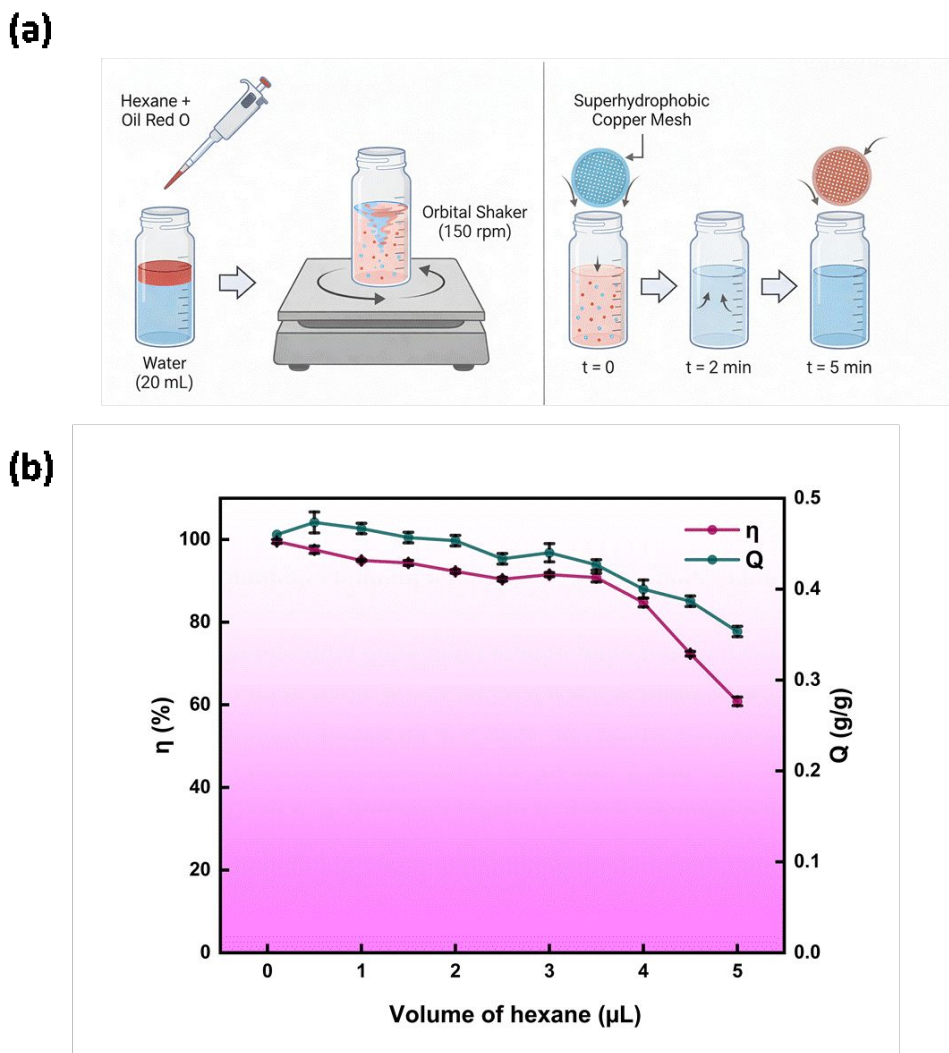 (a)
Hexane +
Oil Red O
Water
(20 mL)
Orbital Shaker
(150 rpm)
Superhydrophobic
Copper Mesh
t = 0
t = 2 min
t = 5 min
(b)
η (%)
100
80
60
40
20
0
η
Q
0.5
0.4
0.3
0.2
0.1
0.0
Q (g/g)
0 1 2 3 4 5
Volume of hexane (µL)